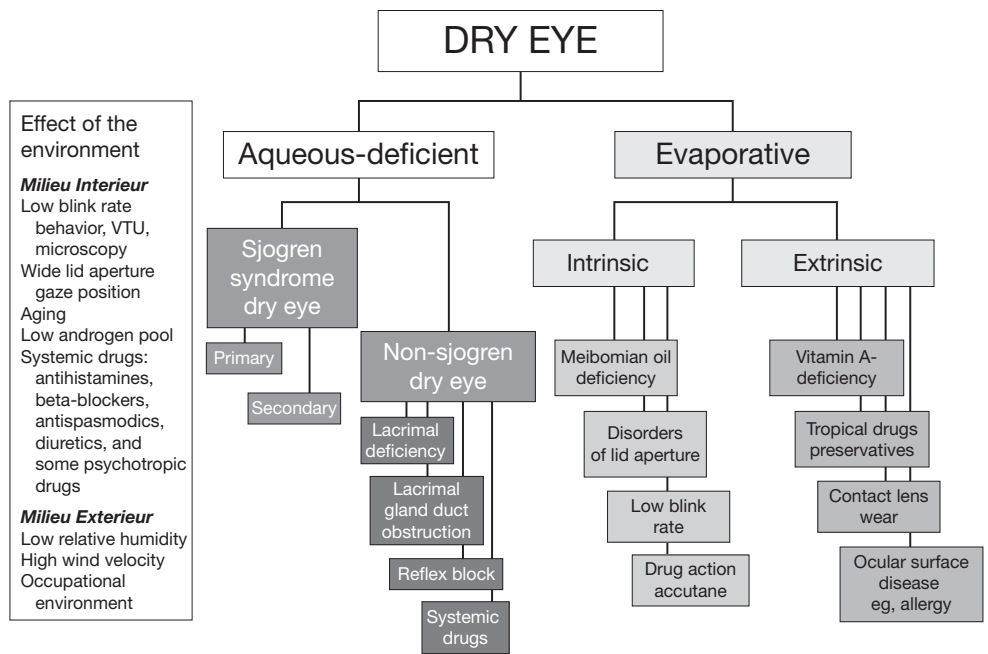 DRY EYE
Effect of the
environment
Milieu Interieur
Low blink rate
behavior, VTU,
microscopy
Wide lid aperture
gaze position
Aging
Low androgen pool
Systemic drugs:
antihistamines,
beta-blockers,
antispasmodics,
diuretics, and
some psychotropic
drugs
Milieu Exterieur
Low relative humidity
High wind velocity
Occupational
environment
Aqueous-deficient
Sjogren
syndrome
dry eye
Primary
Secondary
Non-sjogren
dry eye
Lacrimal
deficiency
Lacrimal
gland duct
obstruction
Reflex block
Systemic
drugs
Evaporative
Intrinsic
Meibomian oil
deficiency
Disorders
of lid aperture
Low blink
rate
Drug action
accutane
Extrinsic
Vitamin A-
deficiency
Tropical drugs
preservatives
Contact lens
wear
Ocular surface
disease
eg, allergy